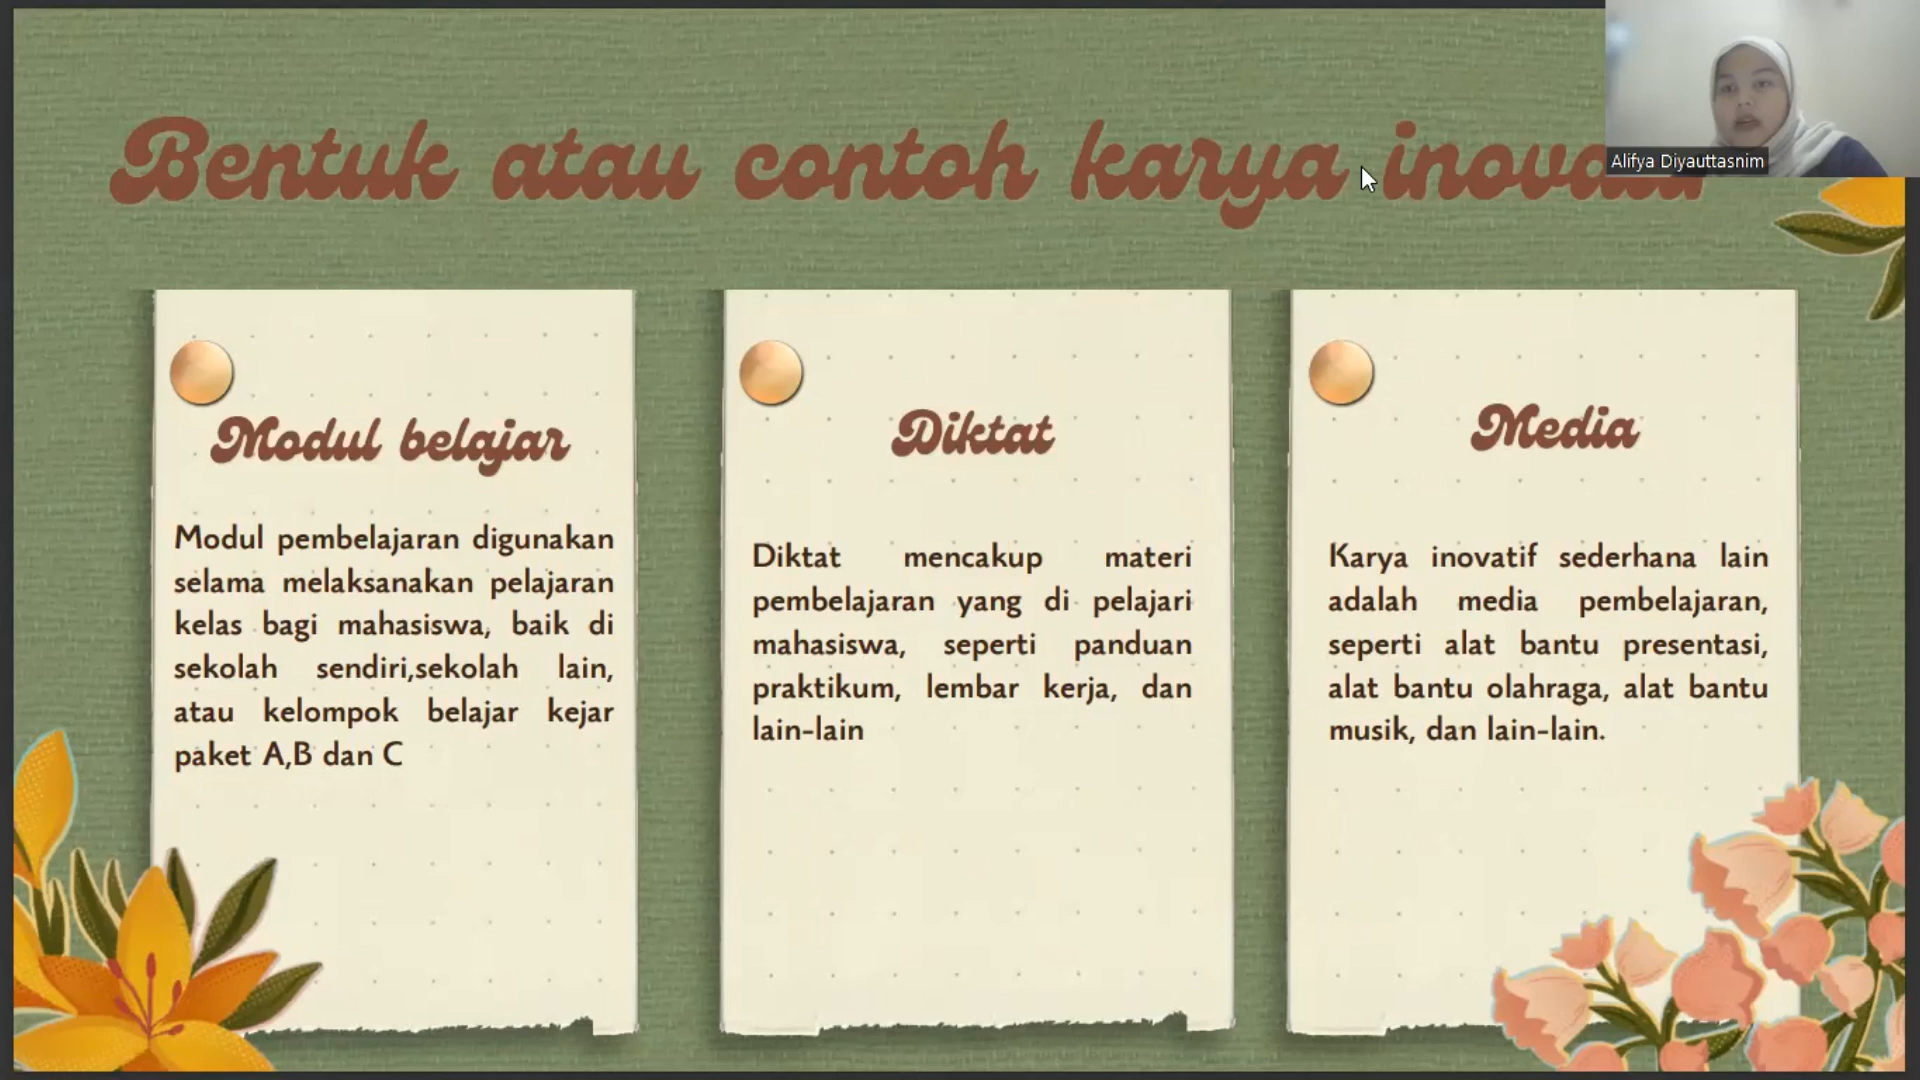 Bentuk atau contoh karya
Alifya Diyauttasnim
Modul belajar
Modul pembelajaran digunakan
selama melaksanakan pelajaran
kelas bagi mahasiswa, baik di
sekolah sendiri,sekolah lain,
atau kelompok belajar kejar
paket A,B dan C
Diktat
Diktat mencakup materi
pembelajaran yang di pelajari
mahasiswa, seperti panduan
praktikum, lembar kerja, dan
lain-lain
Media
Karya inovatif sederhana lain
adalah media pembelajaran,
seperti alat bantu presentasi,
alat bantu olahraga, alat bantu
musik, dan lain-lain.